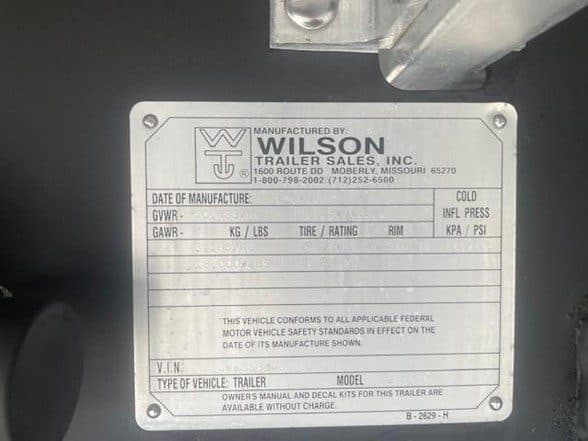 MANUFACTURED BY:
WILSON
TRAILER SALES, INC.
®
1600 ROUTE DD MOBERLY, MISSOURI 65270
1-800-798-2002/(712)252-6500
DATE OF MANUFACTURE:
COLD
GVWR -
INFL PRESS
GAWR - KG / LBS TIRE / RATING RIM KPA / PSI
THIS VEHICLE CONFORMS TO ALL APPLICABLE FEDERAL
MOTOR VEHICLE SAFETY STANDARDS IN EFFECT ON THE
DATE OF ITS MANUFACTURE SHOWN.
V.I.N.
TYPE OF VEHICLE: TRAILER MODEL
OWNER'S MANUAL AND DECAL KITS FOR THIS TRAILER ARE
AVAILABLE WITHOUT CHARGE.
B - 2629 - H